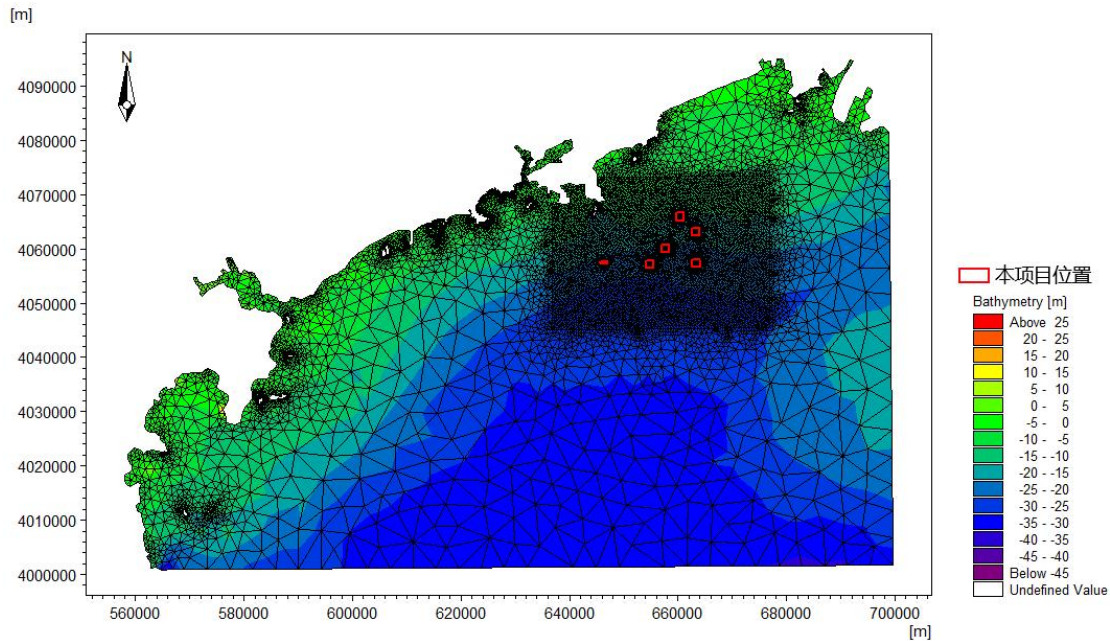 [m]
N
4090000
4080000
4070000
4060000
4050000
4040000
4030000
4020000
4010000
4000000
560000 580000 600000 620000 640000 660000 680000 700000
[m]
本项目位置
Bathymetry [m]
Above 25
20 - 25
15 - 20
10 - 15
5 - 10
0 - 5
-5 - 0
-10 - -5
-15 - -10
-20 - -15
-25 - -20
-30 - -25
-35 - -30
-40 - -35
-45 - -40
Below -45
Undefined Value